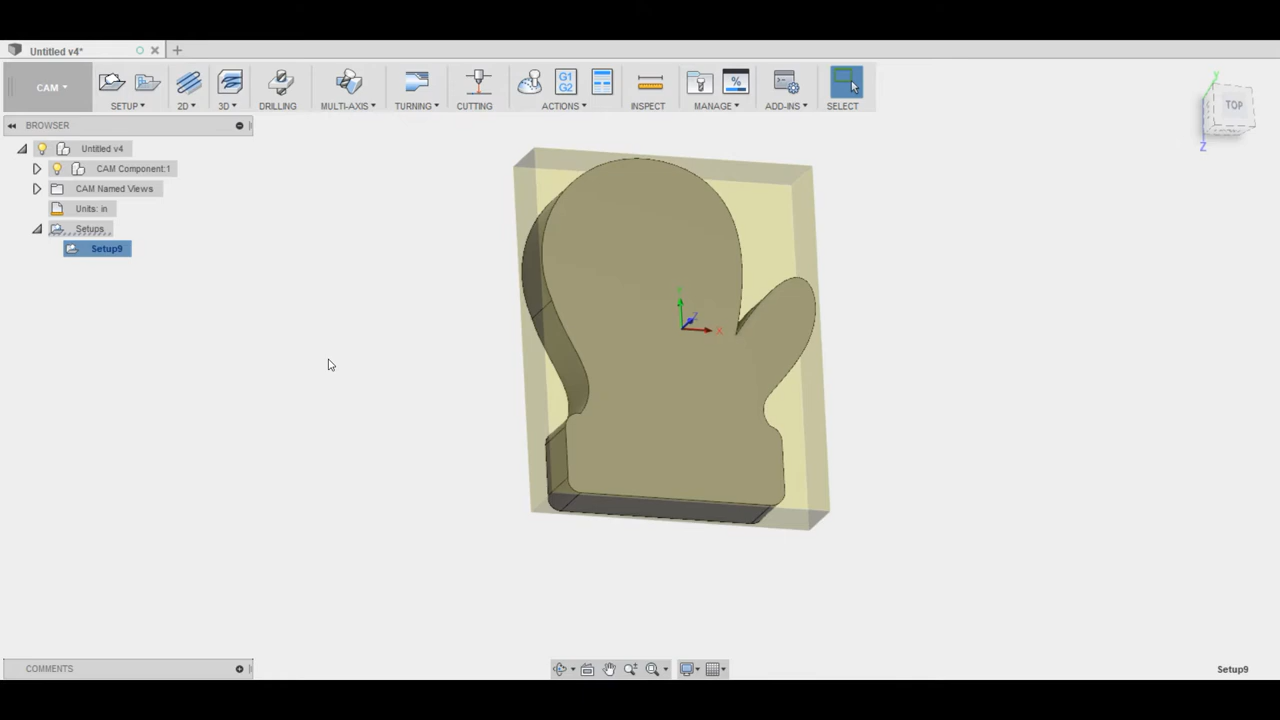 Untitled v4*
CAM
SETUP
2D
3D
DRILLING
MULTI-AXIS
TURNING
CUTTING
G1
G2
ACTIONS
INSPECT
%
MANAGE
ADD-INS
SELECT
BROWSER
Untitled v4
CAM Component:1
CAM Named Views
Units: in
Setups
Setup9
Y
TOP
Z
Z
X
COMMENTS
Setup9